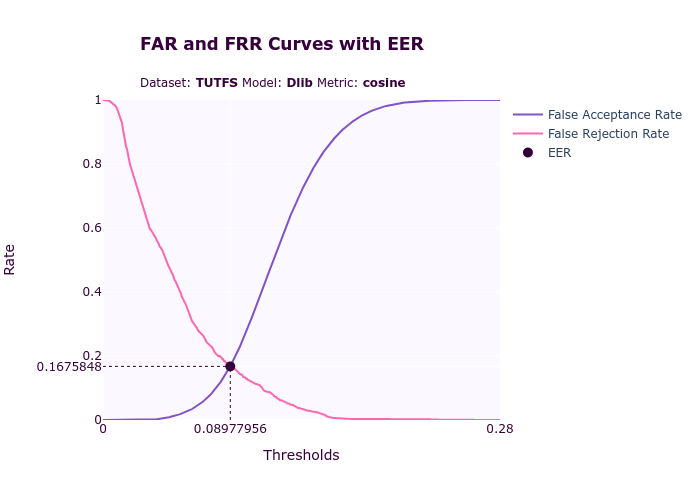 FAR and FRR Curves with EER
Dataset: TUTFS Model: Dlib Metric: cosine
False Acceptance Rate
False Rejection Rate
EER
Rate
1
0.8
0.6
0.4
0.2
0.1675848
0
0
0.08977956
0.28
Thresholds